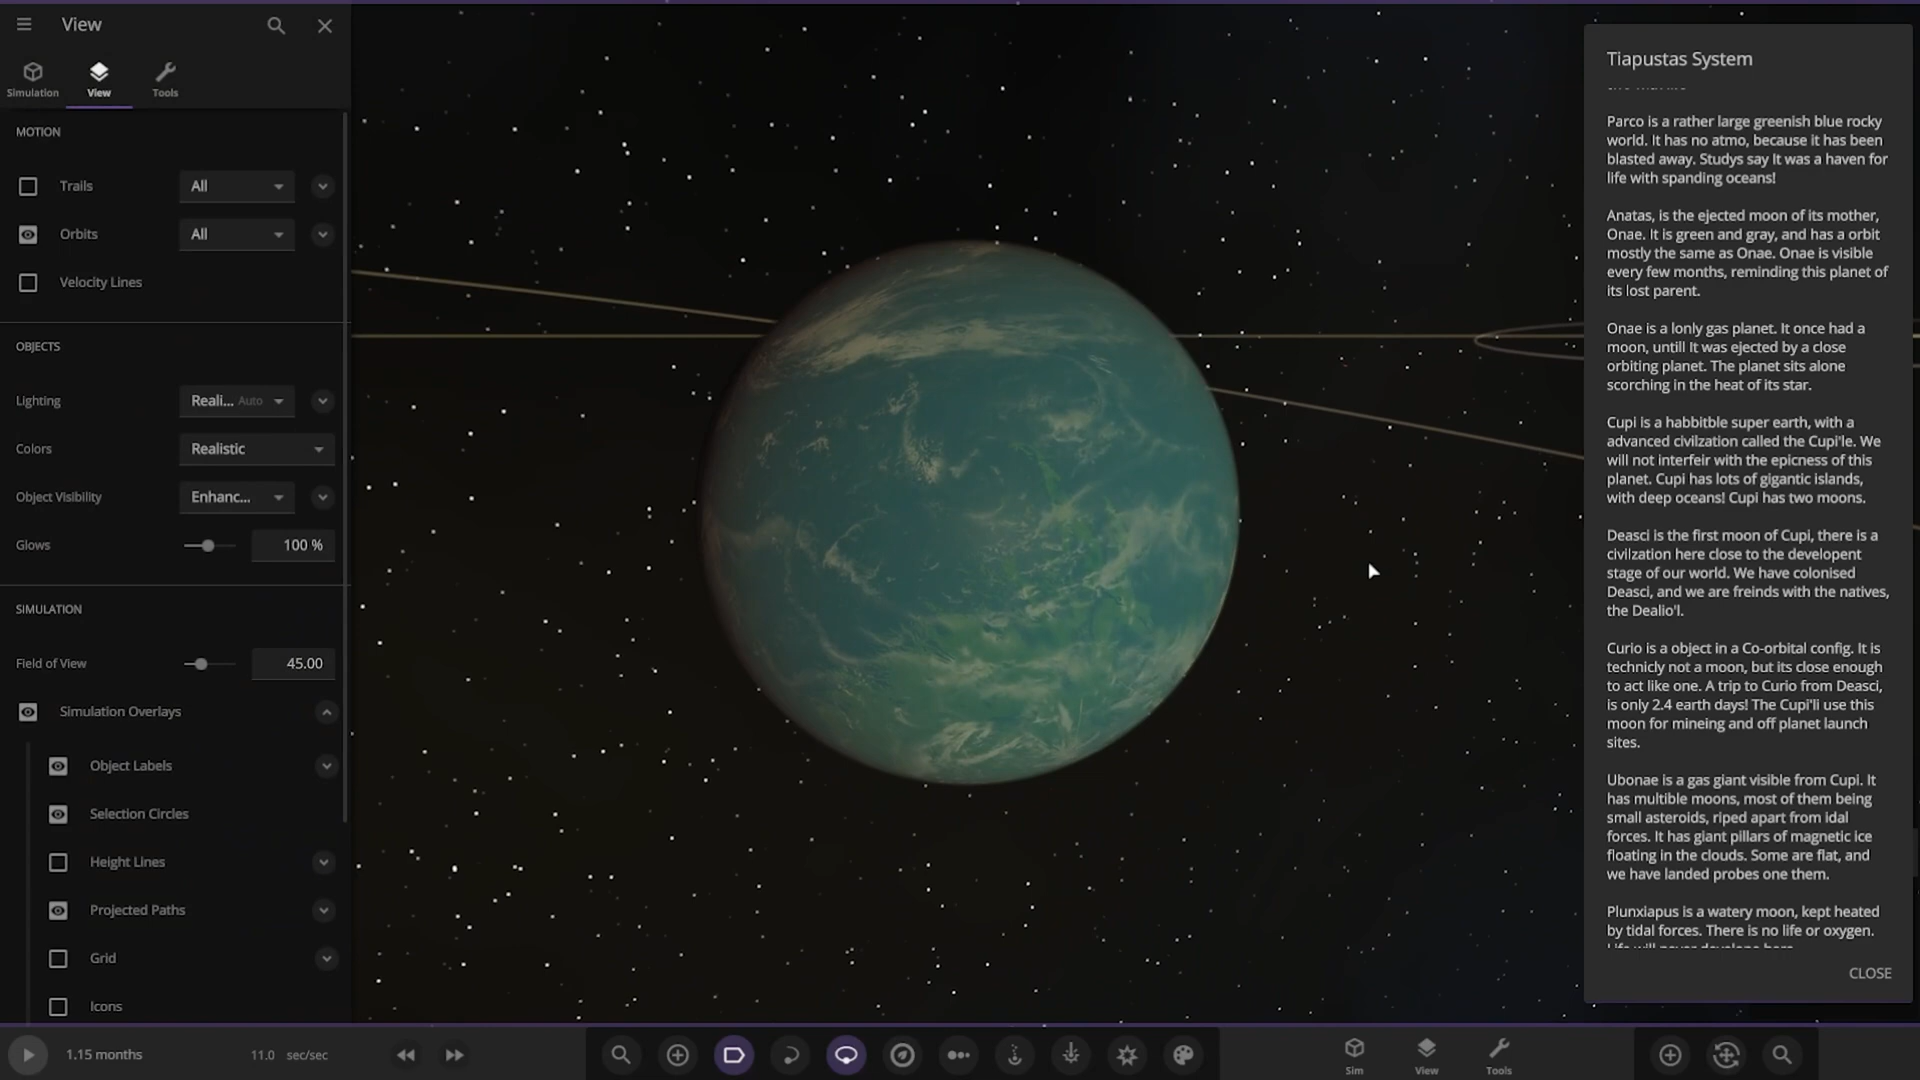 View
Simulation
View
Tools
MOTION
Trails
All
Orbits
All
Velocity Lines
OBJECTS
Lighting
Reali... Auto
Colors
Realistic
Object Visibility
Enhanc...
Glows
100 %
SIMULATION
Field of View
45.00
Simulation Overlays
Object Labels
Selection Circles
Height Lines
Projected Paths
Grid
Icons
Tiapustas System
Parco is a rather large greenish blue rocky
world. It has no atmo, because it has been
blasted away. Studys say It was a haven for
life with spanding oceans!
Anatas, is the ejected moon of its mother,
Onae. It is green and gray, and has a orbit
mostly the same as Onae. Onae is visible
every few months, reminding this planet of
its lost parent.
Onae is a lonly gas planet. It once had a
moon, untill It was ejected by a close
orbiting planet. The planet sits alone
scorching in the heat of its star.
Cupi is a habbitble super earth, with a
advanced civilzation called the Cupi'le. We
will not interfeir with the epicness of this
planet. Cupi has lots of gigantic islands,
with deep oceans! Cupi has two moons.
Deasci is the first moon of Cupi, there is a
civilzation here close to the developent
stage of our world. We have colonised
Deasci, and we are freinds with the natives,
the Dealio'l.
Curio is a object in a Co-orbital config. It is
technicly not a moon, but its close enough
to act like one. A trip to Curio from Deasci,
is only 2.4 earth days! The Cupi'li use this
moon for mineing and off planet launch
sites.
Ubonae is a gas giant visible from Cupi. It
has multible moons, most of them being
small asteroids, riped apart from idal
forces. It has giant pillars of magnetic ice
floating in the clouds. Some are flat, and
we have landed probes one them.
Plunxiapus is a watery moon, kept heated
by tidal forces. There is no life or oxygen.
Life will never develope here.
CLOSE
1.15 months
11.0 sec/sec
Sim
View
Tools